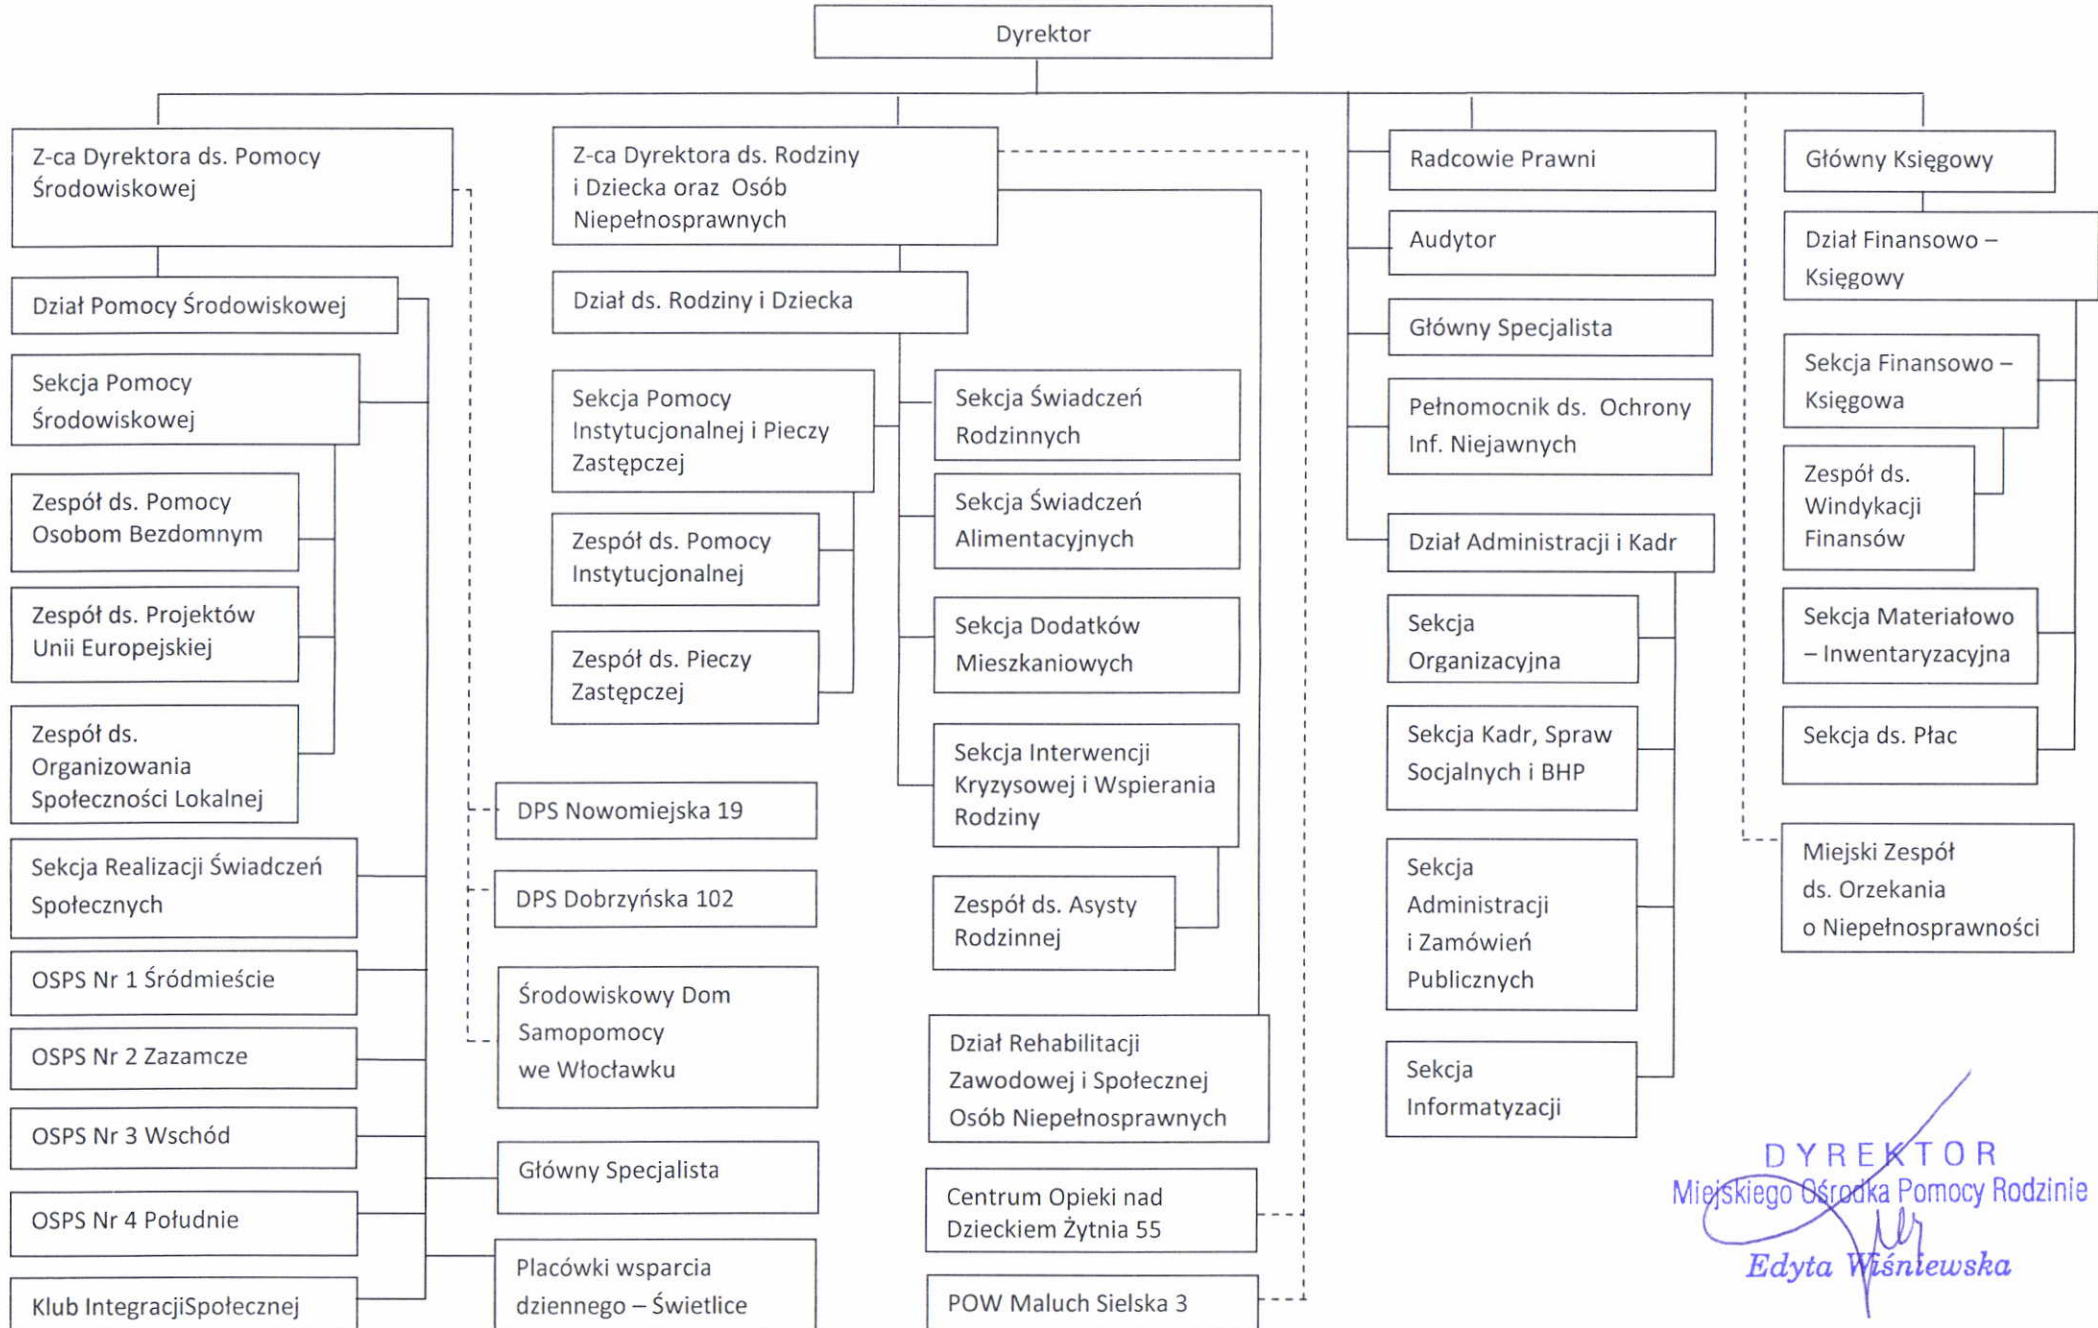 Dyrektor
Z-ca Dyrektora ds. Pomocy
Środowiskowej
Dział Pomocy Środowiskowej
Sekcja Pomocy
Środowiskowej
Zespół ds. Pomocy
Osobom Bezdomnym
Zespół ds. Projektów
Unii Europejskiej
Zespół ds.
Organizowania
Społeczności Lokalnej
Sekcja Realizacji Świadczeń
Społecznych
OSPS Nr 1 Śródmieście
OSPS Nr 2 Zazamcze
OSPS Nr 3 Wschód
OSPS Nr 4 Południe
Klub IntegracjiSpołecznej
DPS Nowomiejska 19
DPS Dobrzyńska 102
Środowiskowy Dom
Samopomocy
we Włocławku
Główny Specjalista
Placówki wsparcia
dziennego – Świetlice
Z-ca Dyrektora ds. Rodziny
i Dziecka oraz Osób
Niepełnosprawnych
Dział ds. Rodziny i Dziecka
Sekcja Pomocy
Instytucjonalnej i Pieczy
Zastępczej
Zespół ds. Pomocy
Instytucjonalnej
Zespół ds. Pieczy
Zastępczej
Sekcja Świadczeń
Rodzinnych
Sekcja Świadczeń
Alimentacyjnych
Sekcja Dodatków
Mieszkaniowych
Sekcja Interwencji
Kryzysowej i Wspierania
Rodziny
Zespół ds. Asysty
Rodzinnej
Dział Rehabilitacji
Zawodowej i Społecznej
Osób Niepełnosprawnych
Centrum Opieki nad
Dzieckiem Żytnia 55
POW Maluch Sielska 3
Radcowie Prawni
Audytor
Główny Specjalista
Pełnomocnik ds. Ochrony
Inf. Niejawnych
Dział Administracji i Kadr
Sekcja
Organizacyjna
Sekcja Kadr, Spraw
Socjalnych i BHP
Sekcja
Administracji
i Zamówień
Publicznych
Sekcja
Informatyzacji
Główny Księgowy
Dział Finansowo –
Księgowy
Sekcja Finansowo –
Księgowa
Zespół ds.
Windykacji
Finansów
Sekcja Materiałowo
– Inwentaryzacyjna
Sekcja ds. Płac
Miejski Zespół
ds. Orzekania
o Niepełnosprawności
DYREKTOR
Miejskiego Ośrodka Pomocy Rodzinie
Edyta Wiśniewska